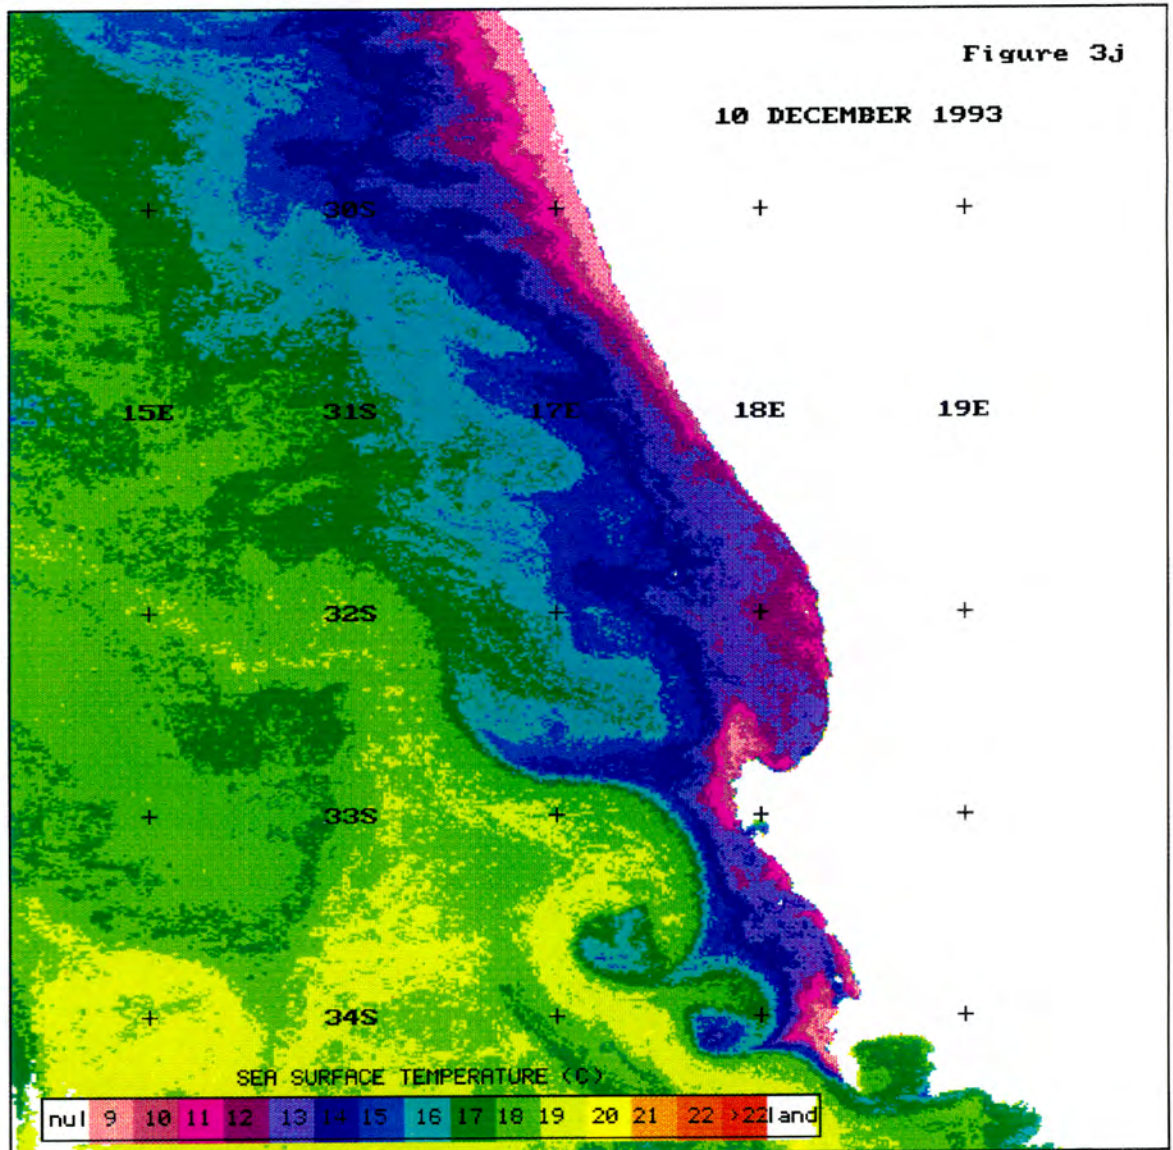 Figure 3j
10 DECEMBER 1993
30S
15E 31S 17E 18E 19E
32S
33S
34S
SEA SURFACE TEMPERATURE (C)
nul 9 10 11 12 13 14 15 16 17 18 19 20 21 22 >22 land